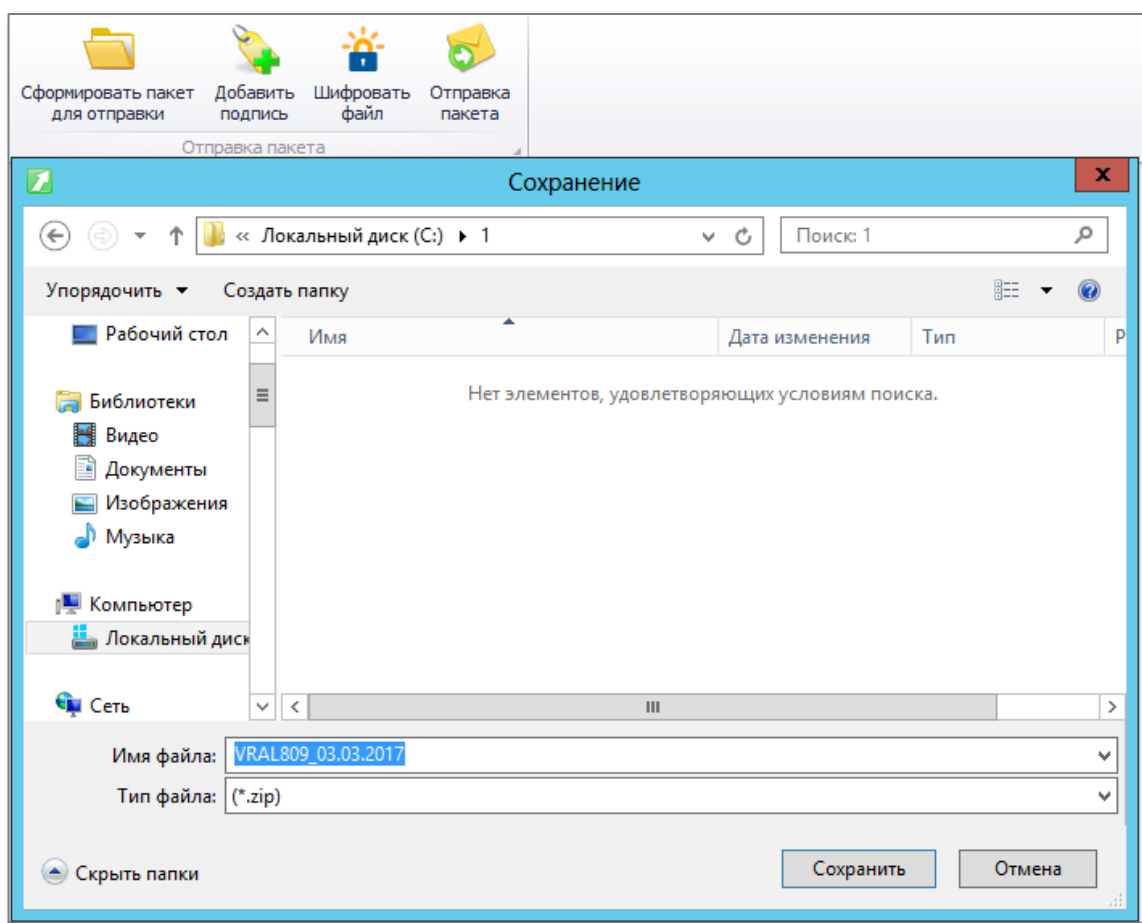 Сформировать пакет для отправки
Добавить подпись
Шифровать файл
Отправка пакета
Отправка пакета
Сохранение
« Локальный диск (C:) ▸ 1
Поиск: 1
Упорядочить
Создать папку
Рабочий стол
Библиотеки
Видео
Документы
Изображения
Музыка
Компьютер
Локальный диск
Сеть
Имя
Дата изменения
Тип
Р
Нет элементов, удовлетворяющих условиям поиска.
Имя файла: VRAL809_03.03.2017
Тип файла: (*.zip)
Скрыть папки
Сохранить
Отмена